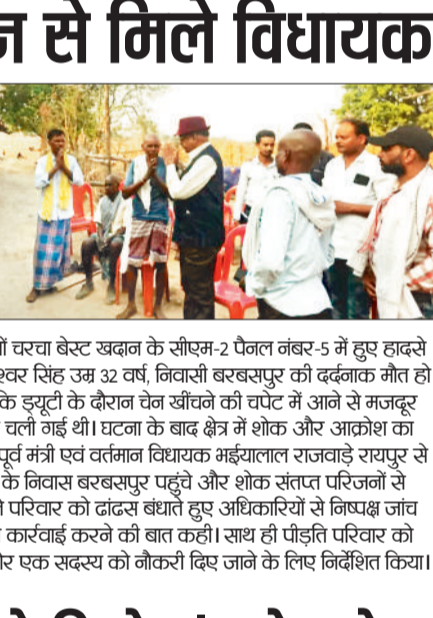 न से मिले विधायक
चरचा बेस्ट खदान के सीएम-2 पैनल नंबर-5 में हुए हादसे
सिंह उम्र 32 वर्ष, निवासी बरबसपुर की दर्दनाक मौत हो
कि ड्यूटी के दौरान चेन खींचने की चपेट में आने से मजदूर
चली गई थी। घटना के बाद क्षेत्र में शोक और आक्रोश का
पूर्व मंत्री एवं वर्तमान विधायक भईयालाल राजवाड़े रायपुर से
के निवास बरबसपुर पहुंचे और शोक संतप्त परिजनों से
परिवार को ढांढस बंधाते हुए अधिकारियों से निष्पक्ष जांच
कार्रवाई करने की बात कही। साथ ही पीड़ति परिवार को
एक सदस्य को नौकरी दिए जाने के लिए निर्देशित किया।